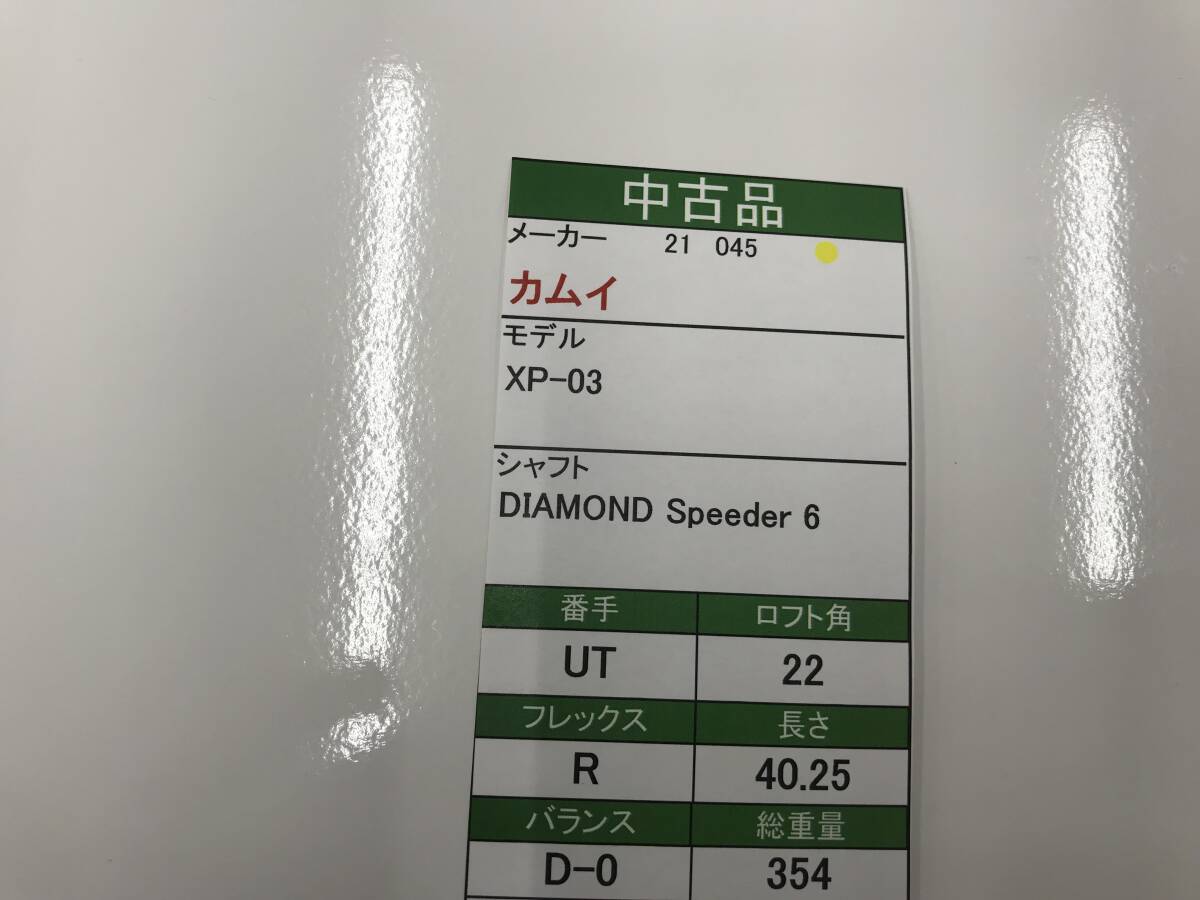 中古品
メーカー 21 045
カムイ
モデル
XP-03
シャフト
DIAMOND Speeder 6
番手 ロフト角
UT 22
フレックス 長さ
R 40.25
バランス 総重量
D-0 354